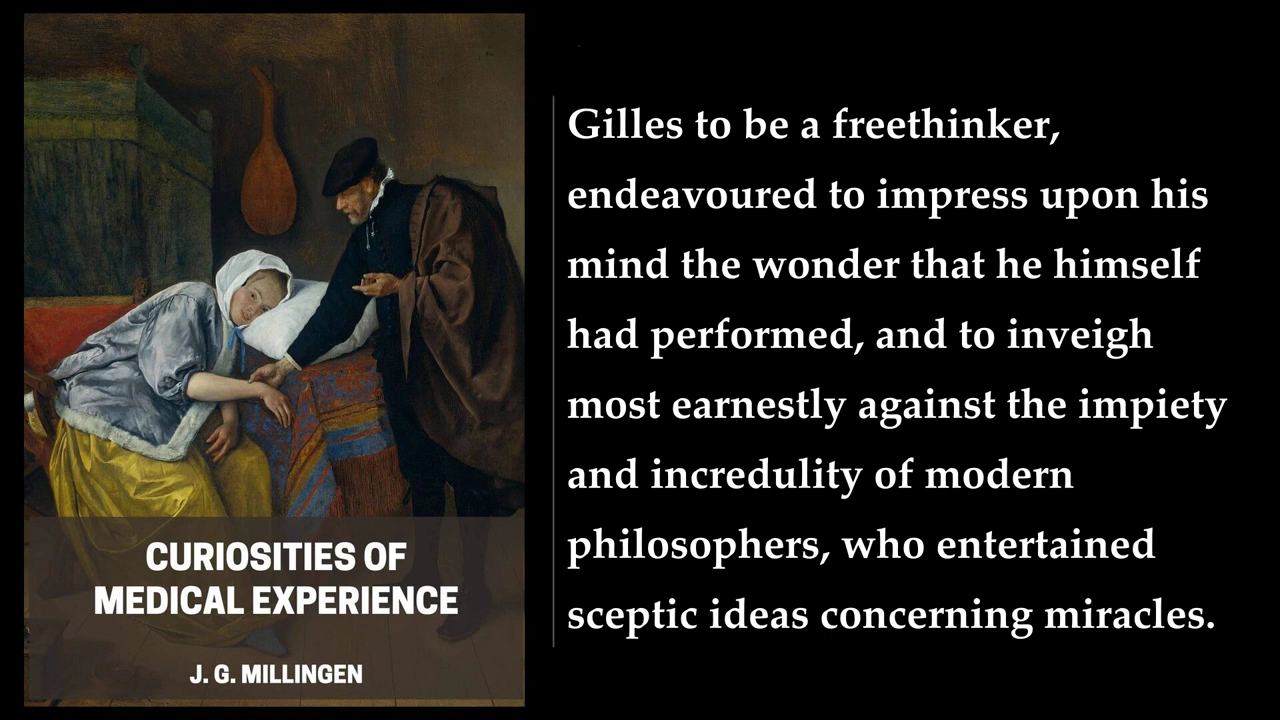 CURIOSITIES OF
MEDICAL EXPERIENCE
J. G. MILLINGEN
Gilles to be a freethinker,
endeavoured to impress upon his
mind the wonder that he himself
had performed, and to inveigh
most earnestly against the impiety
and incredulity of modern
philosophers, who entertained
sceptic ideas concerning miracles.